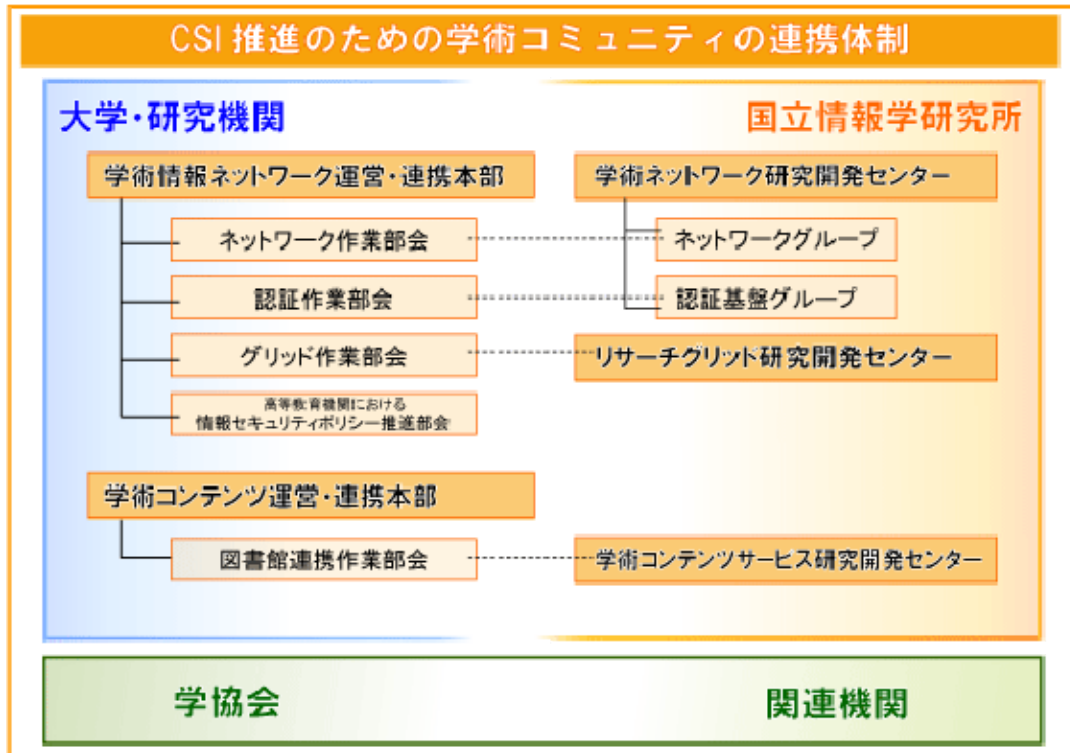 CSI 推進のための学術コミュニティの連携体制
大学・研究機関
国立情報学研究所
学術情報ネットワーク運営・連携本部
学術ネットワーク研究開発センター
ネットワーク作業部会
ネットワークグループ
認証作業部会
認証基盤グループ
グリッド作業部会
リサーチグリッド研究開発センター
高等教育機関における
情報セキュリティポリシー推進部会
学術コンテンツ運営・連携本部
図書館連携作業部会
学術コンテンツサービス研究開発センター
学協会
関連機関